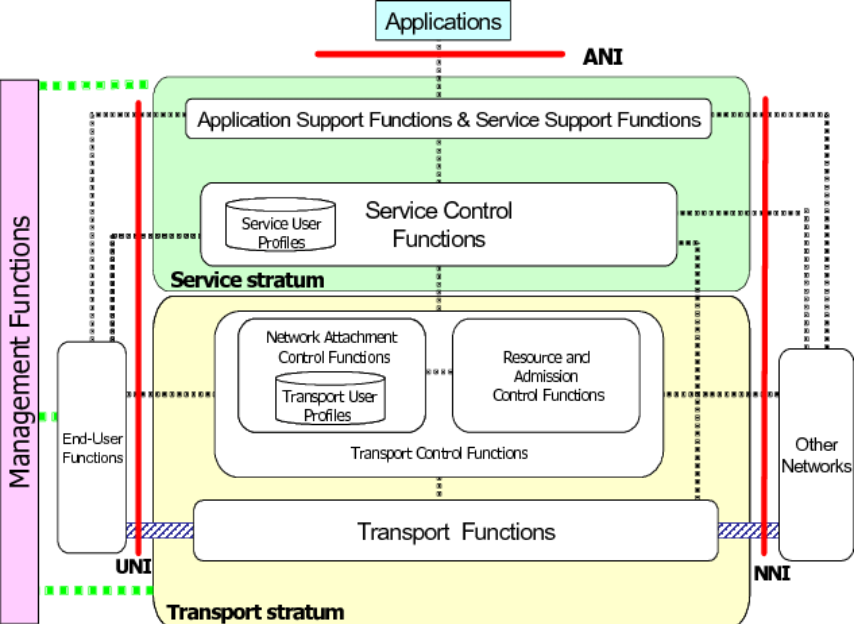 Applications
ANI
Application Support Functions & Service Support Functions
Service User
Profiles
Service Control
Functions
Service stratum
Management Functions
Network Attachment
Control Functions
Transport User
Profiles
Resource and
Admission
Control Functions
Transport Control Functions
End-User
Functions
Other
Networks
Transport Functions
UNI
NNI
Transport stratum